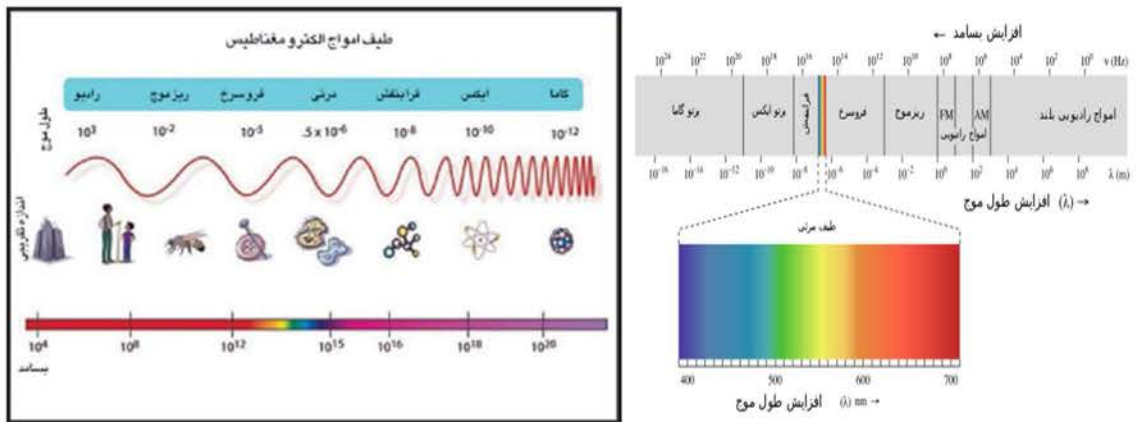 طیف امواج الکترو مغناطیس
رادیو ریز موج فرو سرخ مرئی فرابنفش ایکس گاما
طول موج
10³ 10⁻² 10⁻⁵ .5 x 10⁻⁶ 10⁻⁸ 10⁻¹⁰ 10⁻¹²
اندازه تقریبی
10⁴ 10⁸ 10¹² 10¹⁵ 10¹⁶ 10¹⁸ 10²⁰
بسامد
افزایش بسامد ←
10²⁴ 10²² 10²⁰ 10¹⁸ 10¹⁶ 10¹⁴ 10¹² 10¹⁰ 10⁸ 10⁶ 10⁴ 10² 10⁰ ν (Hz)
پرتو گاما پرتو ایکس فرابنفش فروسرخ ریزموج FM AM امواج رادیویی بلند
امواج رادیویی
10⁻¹⁶ 10⁻¹⁴ 10⁻¹² 10⁻¹⁰ 10⁻⁸ 10⁻⁶ 10⁻⁴ 10⁻² 10⁰ 10² 10⁴ 10⁶ 10⁸ λ (m)
افزایش طول موج (λ) →
طیف مرئی
400 500 600 700
افزایش طول موج (λ) nm →